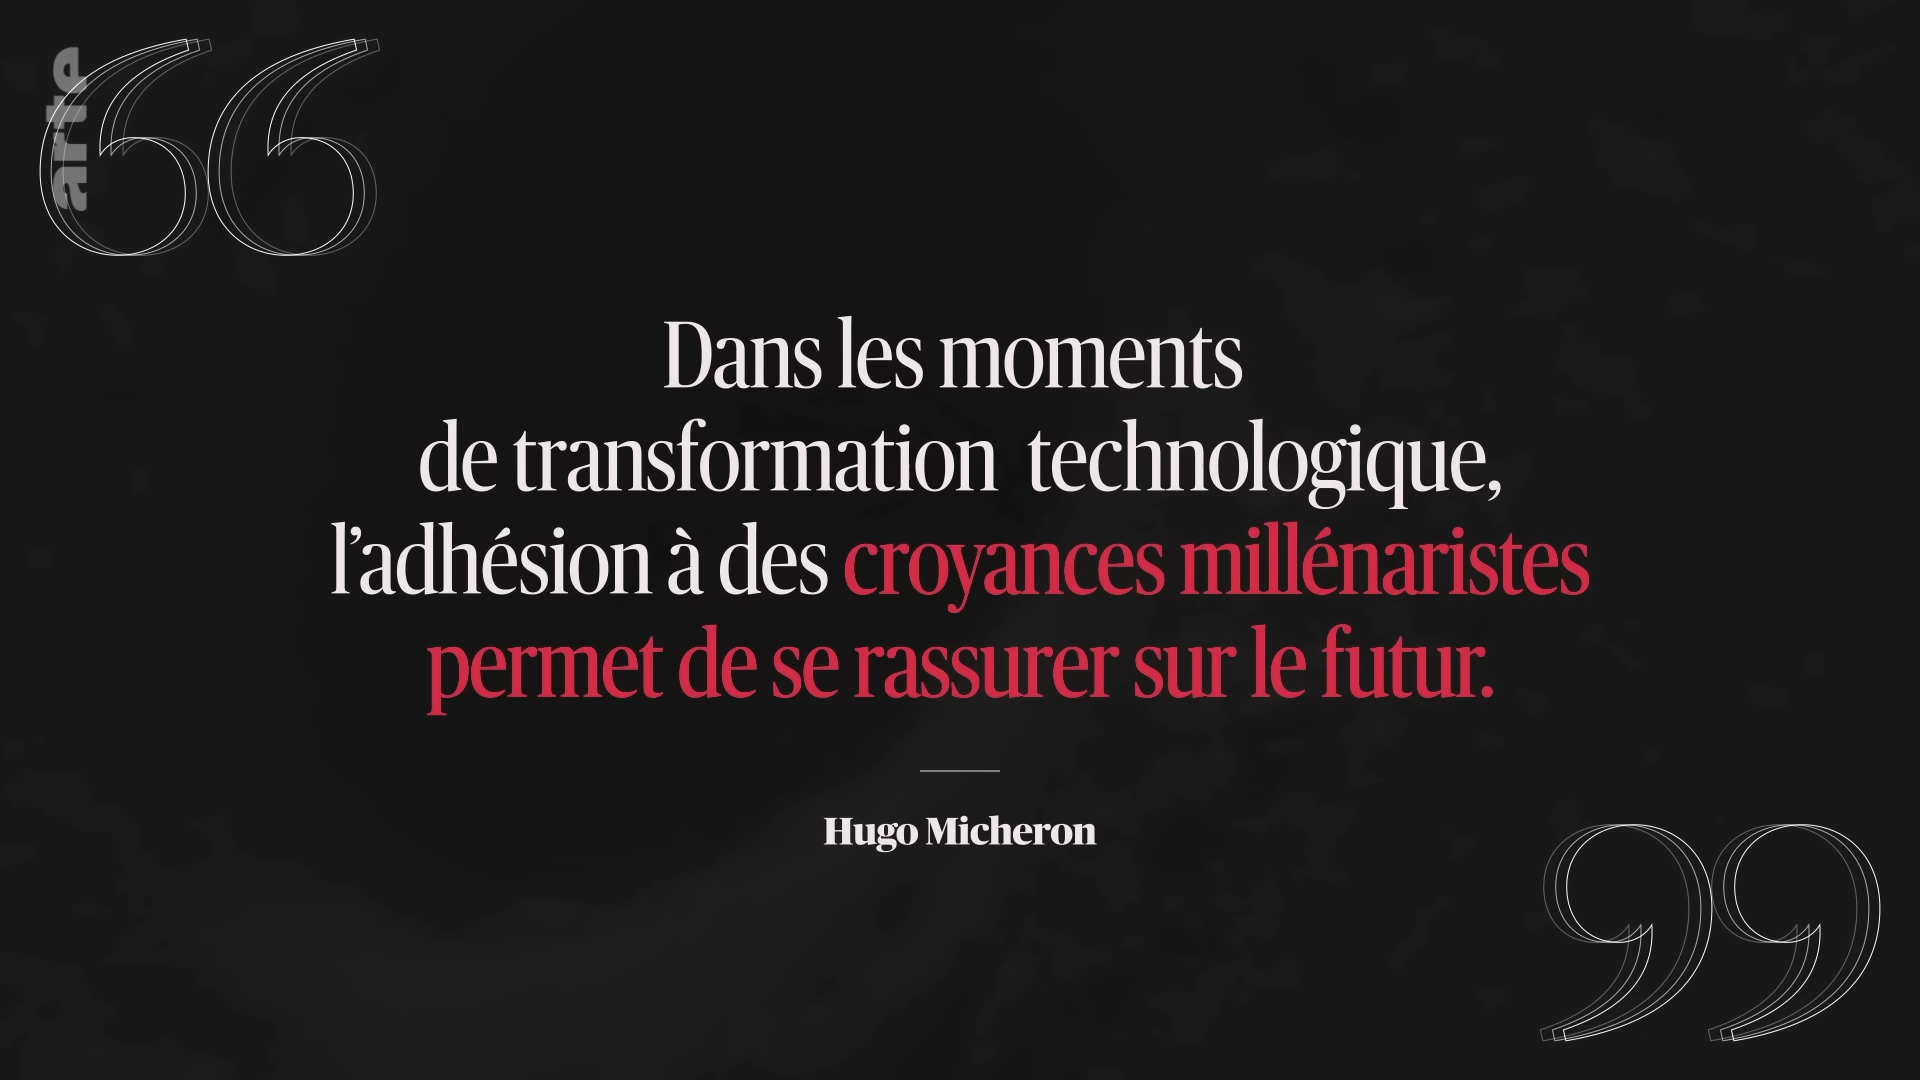 arte
Dans les moments
de transformation technologique,
l’adhésion à des croyances millénaristes
permet de se rassurer sur le futur.
Hugo Micheron